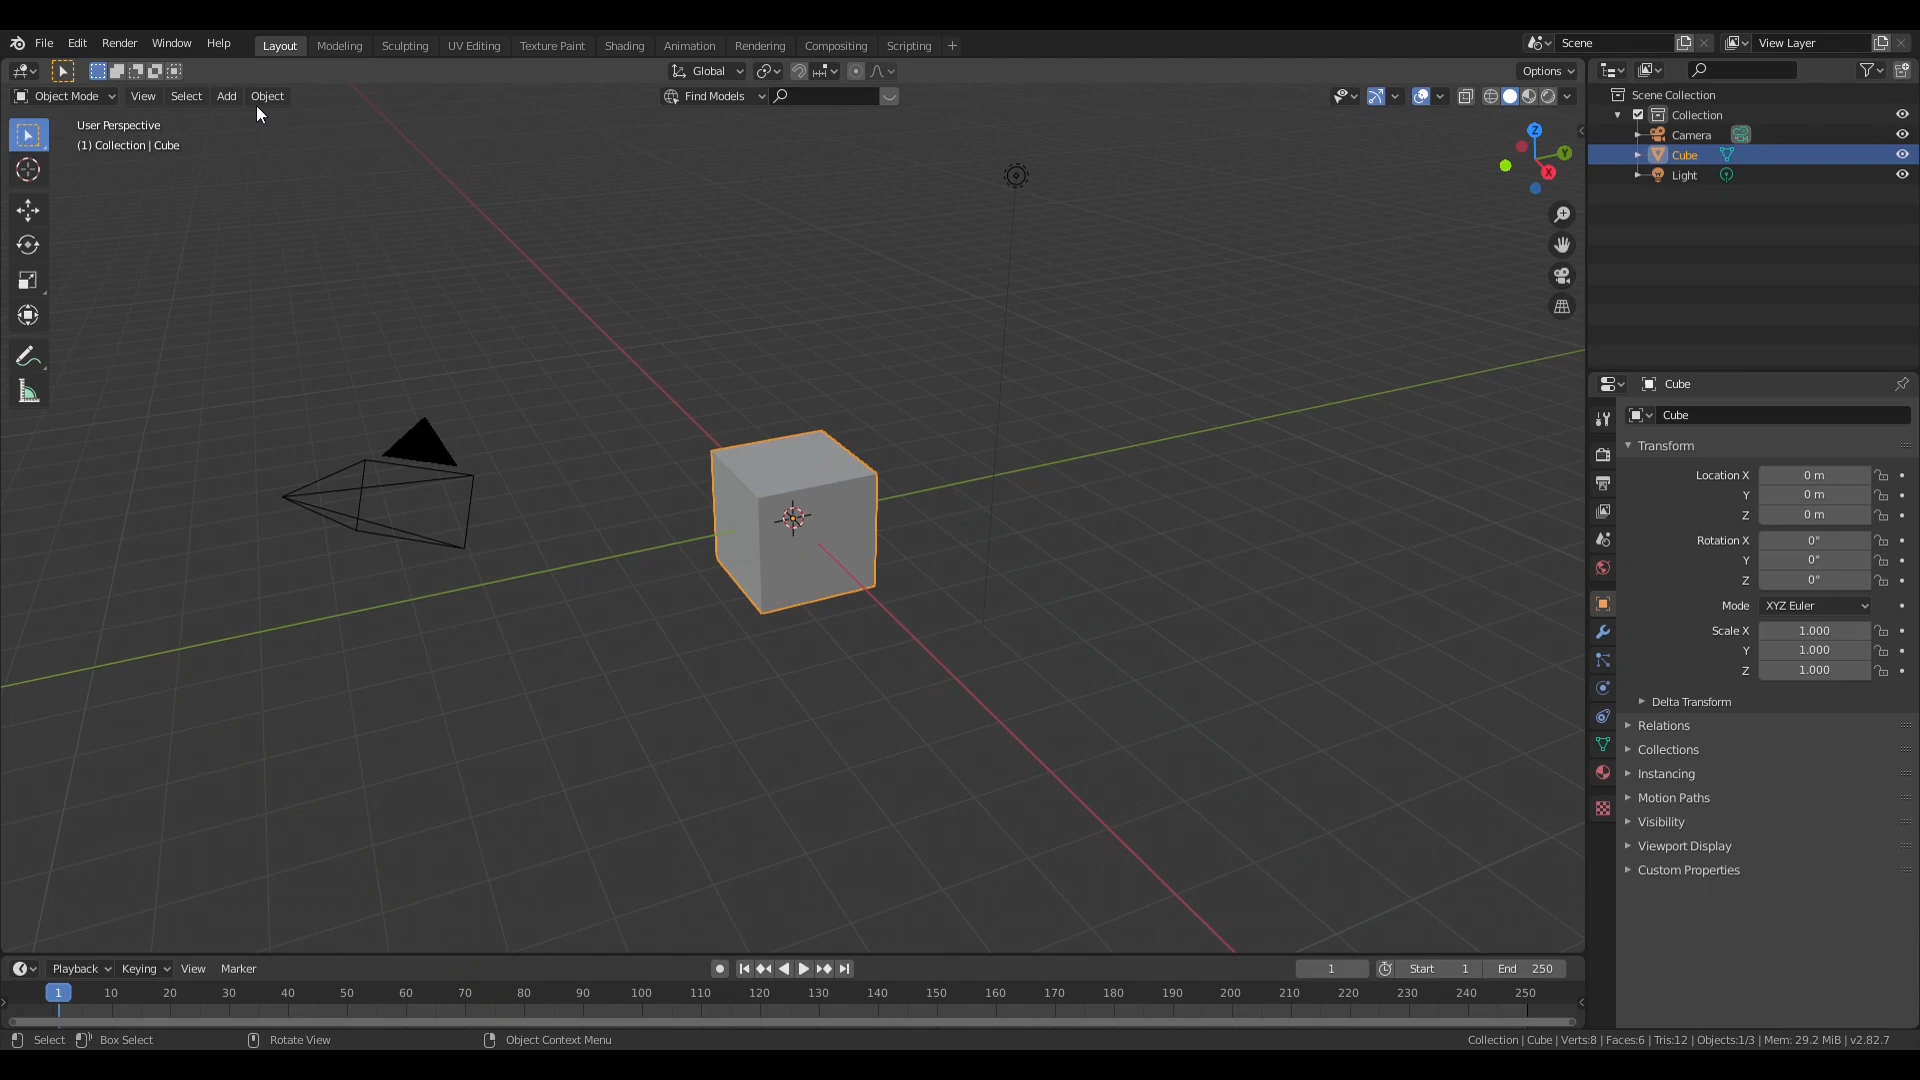 File Edit Render Window Help Layout Modeling Sculpting UV Editing Texture Paint Shading Animation Rendering Compositing Scripting + Scene View Layer
Global Options
Object Mode View Select Add Object Find Models
User Perspective
(1) Collection | Cube
Z
Y
X
Scene Collection
Collection
Camera
Cube
Light
Cube
Cube
Transform
Location X 0 m
Y 0 m
Z 0 m
Rotation X 0°
Y 0°
Z 0°
Mode XYZ Euler
Scale X 1.000
Y 1.000
Z 1.000
Delta Transform
Relations
Collections
Instancing
Motion Paths
Visibility
Viewport Display
Custom Properties
Playback Keying View Marker 1 Start 1 End 250
1 10 20 30 40 50 60 70 80 90 100 110 120 130 140 150 160 170 180 190 200 210 220 230 240 250
Select Box Select Rotate View Object Context Menu Collection | Cube | Verts:8 | Faces:6 | Tris:12 | Objects:1/3 | Mem: 29.2 MiB | v2.82.7